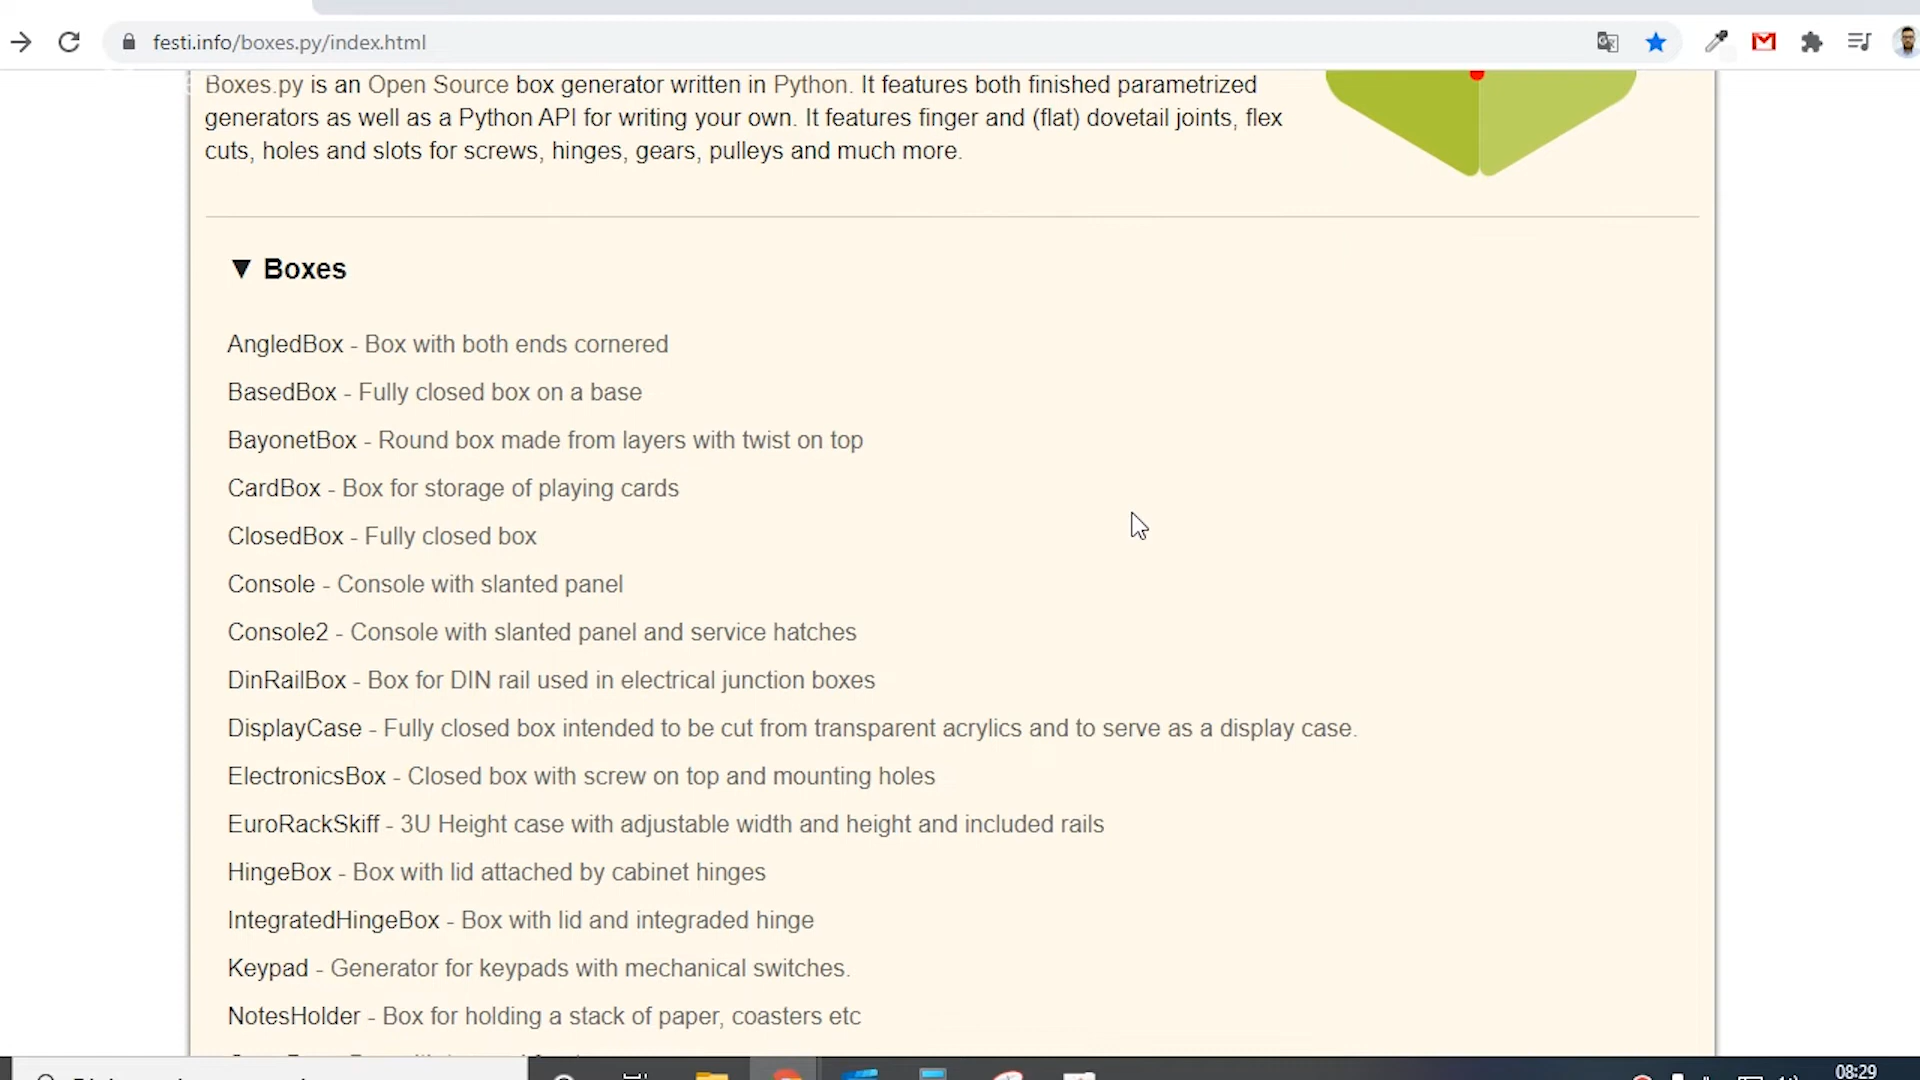 festi.info/boxes.py/index.html
Boxes.py is an Open Source box generator written in Python. It features both finished parametrized
generators as well as a Python API for writing your own. It features finger and (flat) dovetail joints, flex
cuts, holes and slots for screws, hinges, gears, pulleys and much more.
▼ Boxes
AngledBox - Box with both ends cornered
BasedBox - Fully closed box on a base
BayonetBox - Round box made from layers with twist on top
CardBox - Box for storage of playing cards
ClosedBox - Fully closed box
Console - Console with slanted panel
Console2 - Console with slanted panel and service hatches
DinRailBox - Box for DIN rail used in electrical junction boxes
DisplayCase - Fully closed box intended to be cut from transparent acrylics and to serve as a display case.
ElectronicsBox - Closed box with screw on top and mounting holes
EuroRackSkiff - 3U Height case with adjustable width and height and included rails
HingeBox - Box with lid attached by cabinet hinges
IntegratedHingeBox - Box with lid and integraded hinge
Keypad - Generator for keypads with mechanical switches.
NotesHolder - Box for holding a stack of paper, coasters etc
08:29